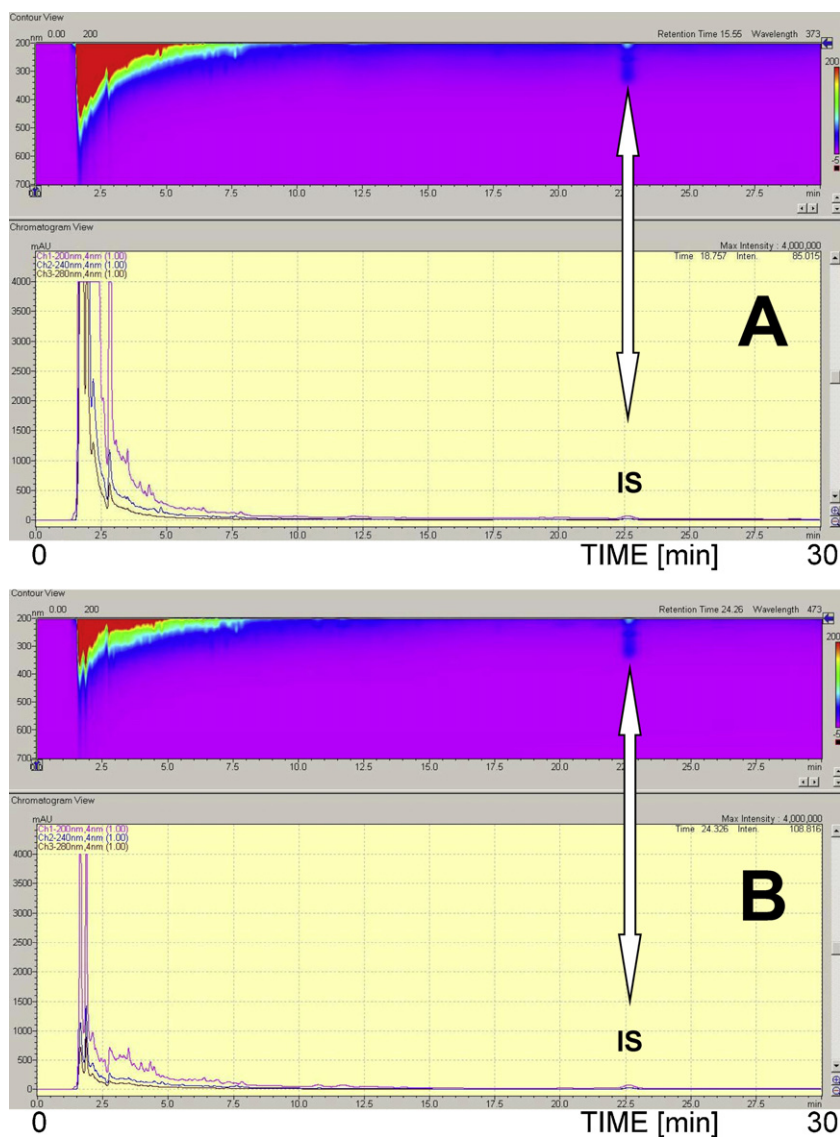 Contour View
nm 0.00 200 Retention Time 15.55 Wavelength 373
200
300
400
500
600
700
200
-5
2.5 5.0 7.5 10.0 12.5 15.0 17.5 20.0 22.5 25.0 27.5 min
Chromatogram View
mAU Max Intensity : 4,000,000
Ch1-200nm,4nm (1.00) Time 18.757 Inten. 85.015
Ch2-240nm,4nm (1.00)
Ch3-280nm,4nm (1.00)
4000
A
3500
3000
2500
2000
1500
1000
IS
500
0
0.0 2.5 5.0 7.5 10.0 12.5 15.0 17.5 20.0 22.5 25.0 27.5 min
0 TIME [min] 30
Contour View
nm 0.00 200 Retention Time 24.26 Wavelength 473
200
300
400
500
600
700
200
-5
2.5 5.0 7.5 10.0 12.5 15.0 17.5 20.0 22.5 25.0 27.5 min
Chromatogram View
mAU Max Intensity : 4,000,000
Ch1-200nm,4nm (1.00) Time 24.326 Inten. 108.816
Ch2-240nm,4nm (1.00)
Ch3-280nm,4nm (1.00)
4000
3500
B
3000
2500
2000
1500
1000
IS
500
0
0.0 2.5 5.0 7.5 10.0 12.5 15.0 17.5 20.0 22.5 25.0 27.5 min
0 TIME [min] 30